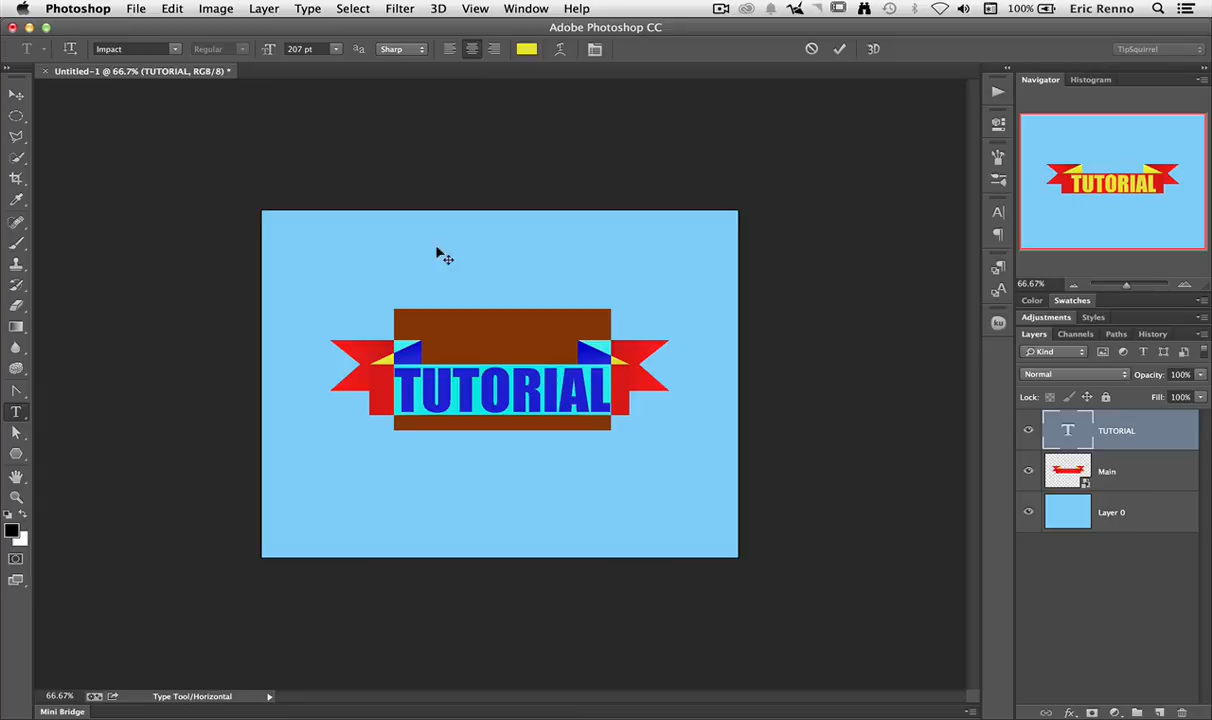 Photoshop File Edit Image Layer Type Select Filter 3D View Window Help 100% Eric Renno
Adobe Photoshop CC
T Impact Regular 207 pt aa Sharp 3D TipSquirrel
Untitled-1 @ 66.7% (TUTORIAL, RGB/8) *
Navigator Histogram
TUTORIAL
66.67%
Color Swatches
Adjustments Styles
Layers Channels Paths History
Kind
Normal Opacity: 100%
Lock: Fill: 100%
T TUTORIAL
Main
Layer 0
TUTORIAL
ku
66.67% Type Tool/Horizontal
Mini Bridge
fx